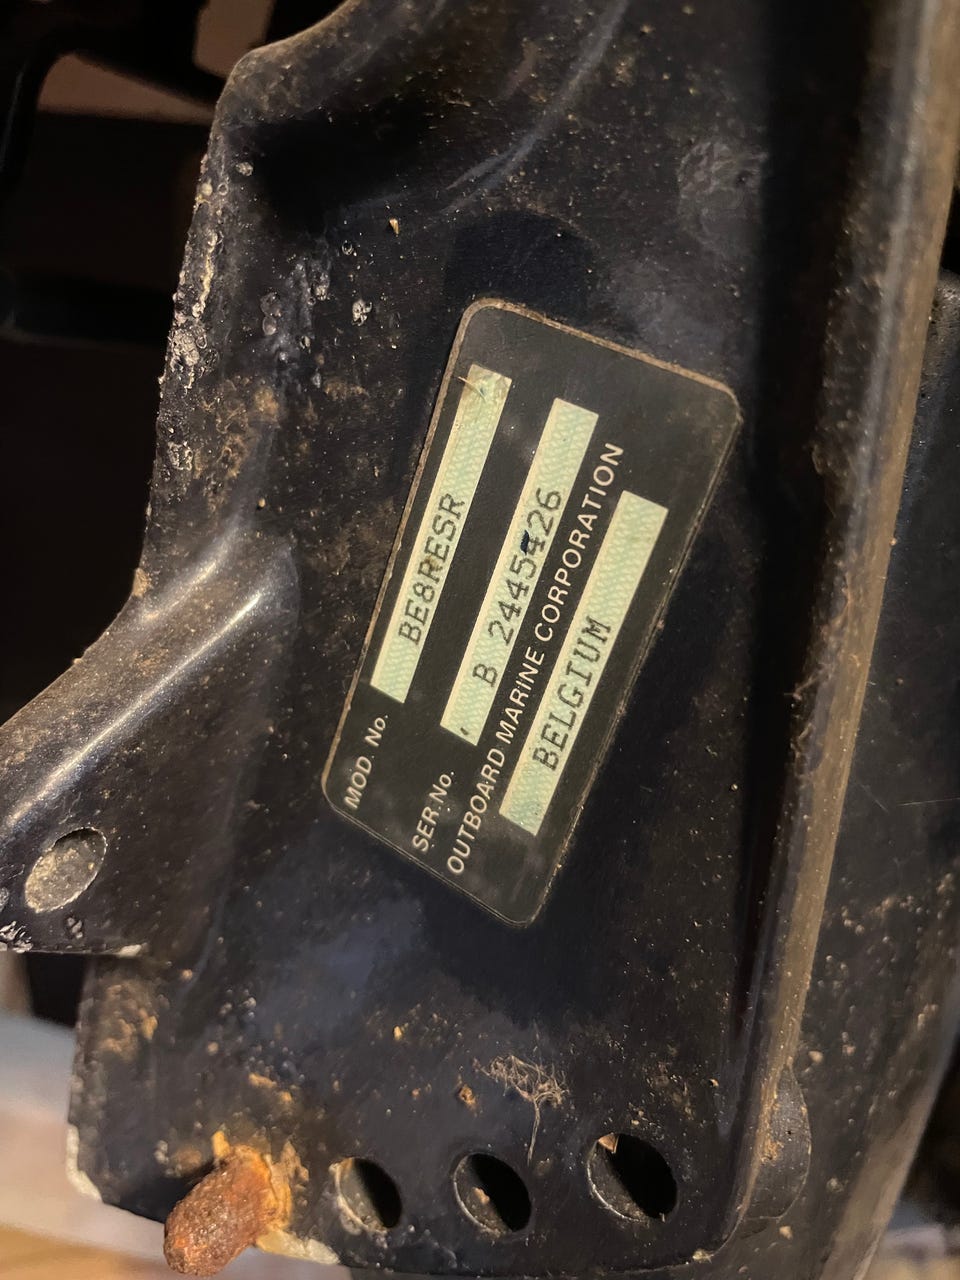 MOD. No. BE8RESR
SER. No. B 2445426
OUTBOARD MARINE CORPORATION
BELGIUM